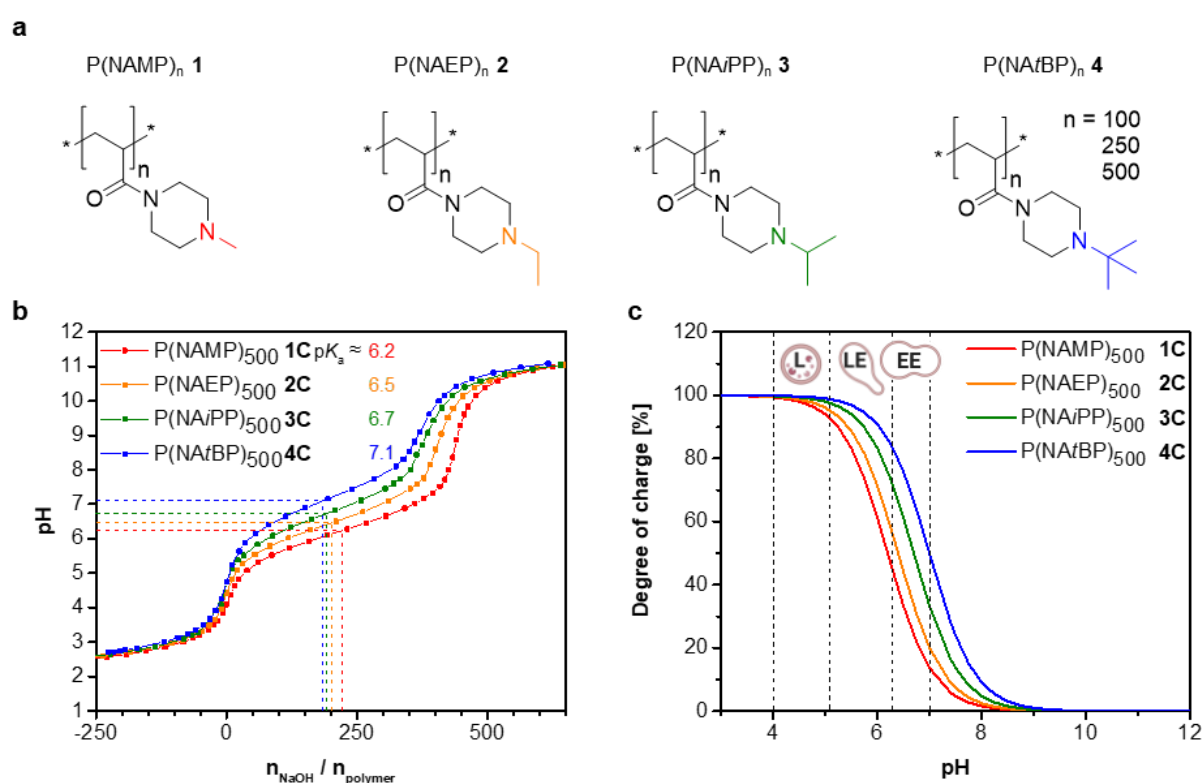 a
P(NAMP)n 1
P(NAEP)n 2
P(NAiPP)n 3
P(NAtBP)n 4
* * n O N N
* * n O N N
* * n O N N
* * n O N N
n = 100
250
500
b
12
11
10
9
8
7
6
5
4
3
2
1
pH
P(NAMP)500 1C pKa ≈ 6.2
P(NAEP)500 2C 6.5
P(NAiPP)500 3C 6.7
P(NAtBP)500 4C 7.1
-250 0 250 500
nNaOH / npolymer
c
120
100
80
60
40
20
0
Degree of charge [%]
L LE EE
P(NAMP)500 1C
P(NAEP)500 2C
P(NAiPP)500 3C
P(NAtBP)500 4C
4 6 8 10 12
pH